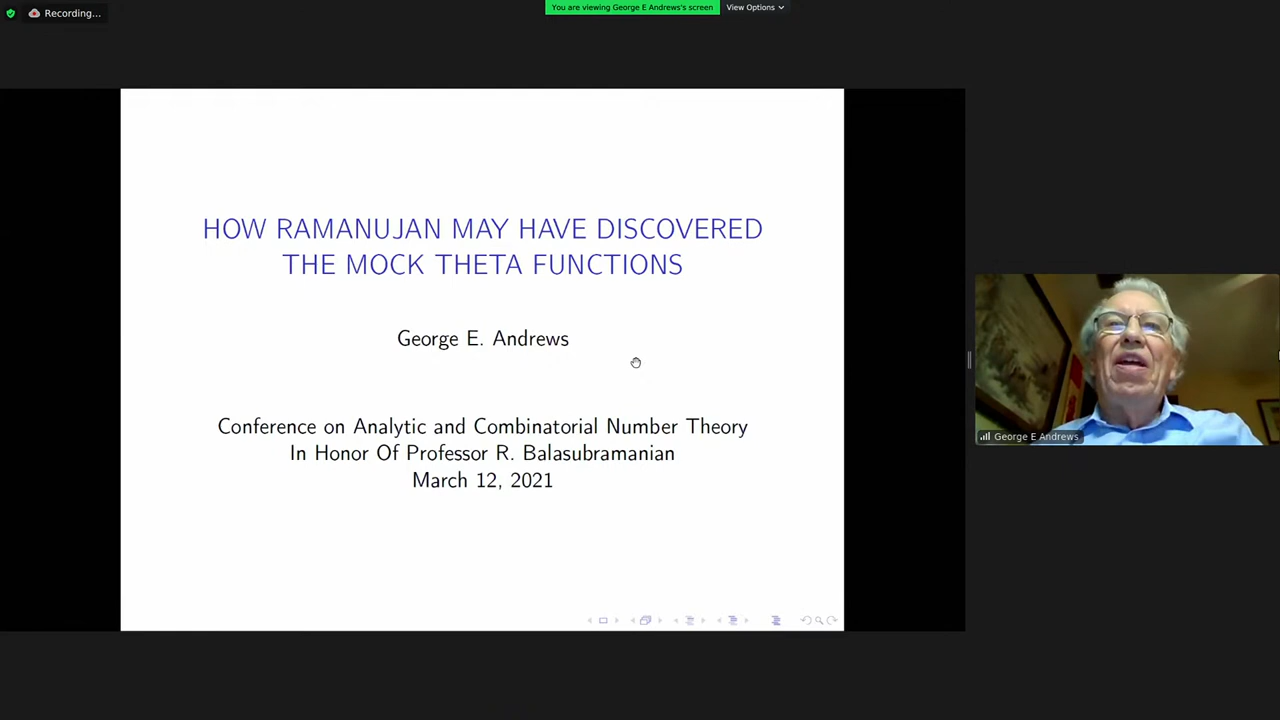 Recording...
You are viewing George E Andrews's screen
View Options
HOW RAMANUJAN MAY HAVE DISCOVERED
THE MOCK THETA FUNCTIONS
George E. Andrews
Conference on Analytic and Combinatorial Number Theory
In Honor Of Professor R. Balasubramanian
March 12, 2021
George E Andrews